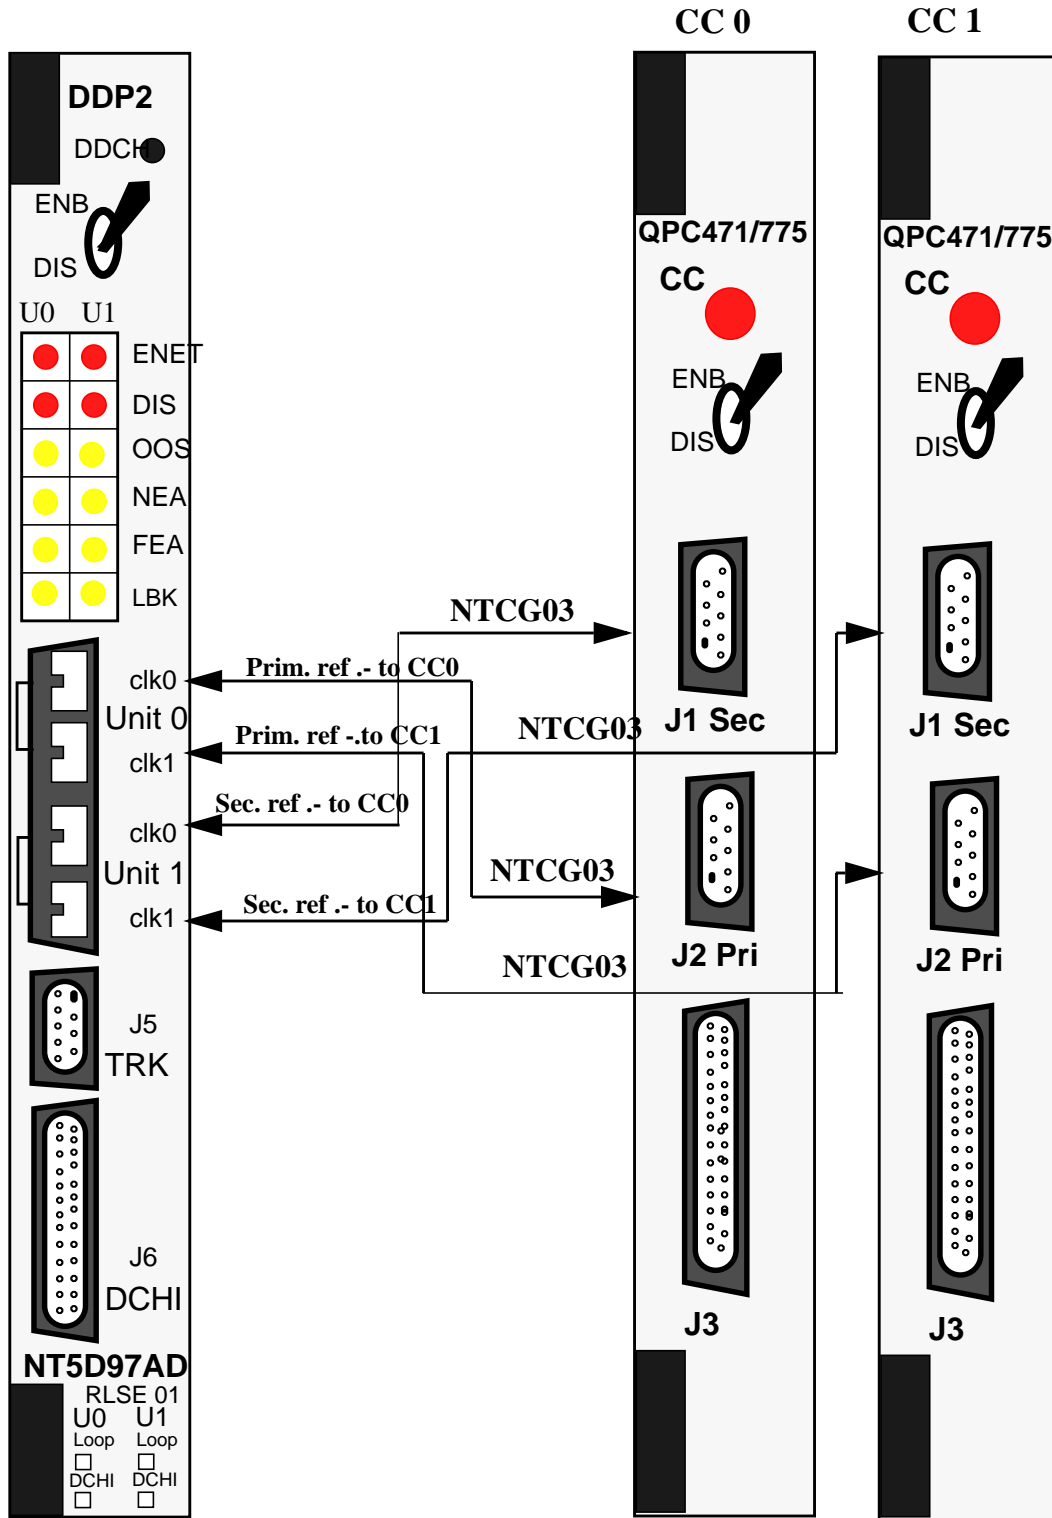 CC 0
CC 1
DDP2
DDCH
ENB
DIS
U0 U1
ENET
DIS
OOS
NEA
FEA
LBK
clk0
Unit 0
clk1
clk0
Unit 1
clk1
J5
TRK
J6
DCHI
NT5D97AD
RLSE 01
U0 U1
Loop Loop
DCHI DCHI
NTCG03
Prim. ref .- to CC0
Prim. ref -.to CC1
NTCG03
Sec. ref .- to CC0
NTCG03
Sec. ref .- to CC1
NTCG03
QPC471/775
CC
ENB
DIS
J1 Sec
J2 Pri
J3
QPC471/775
CC
ENB
DIS
J1 Sec
J2 Pri
J3